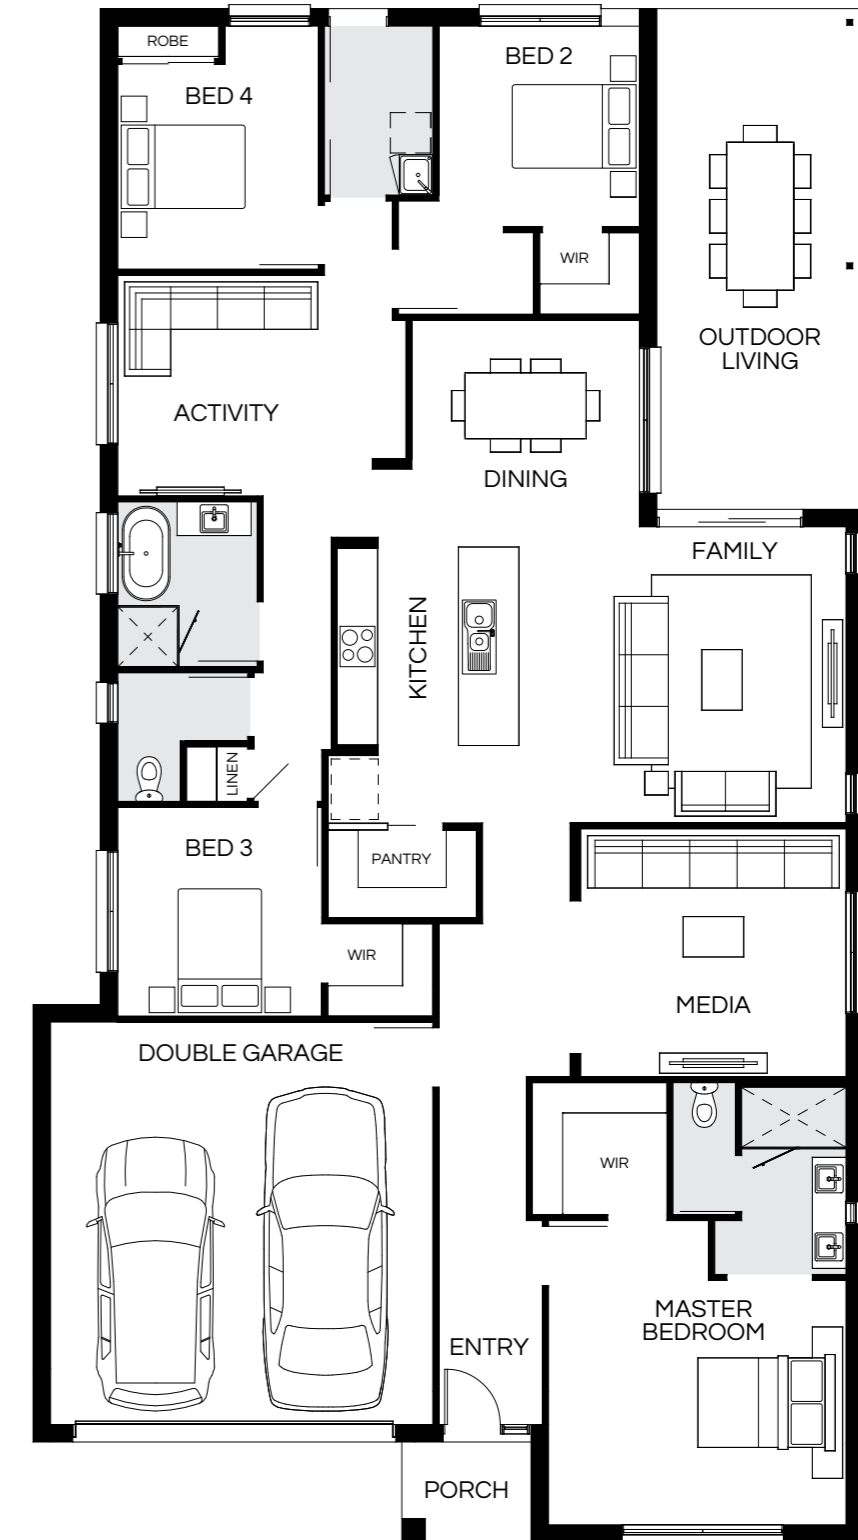 ROBE
BED 4
BED 2
WIR
OUTDOOR
LIVING
ACTIVITY
DINING
FAMILY
KITCHEN
LINEN
BED 3
PANTRY
WIR
MEDIA
DOUBLE GARAGE
WIR
MASTER
BEDROOM
ENTRY
PORCH